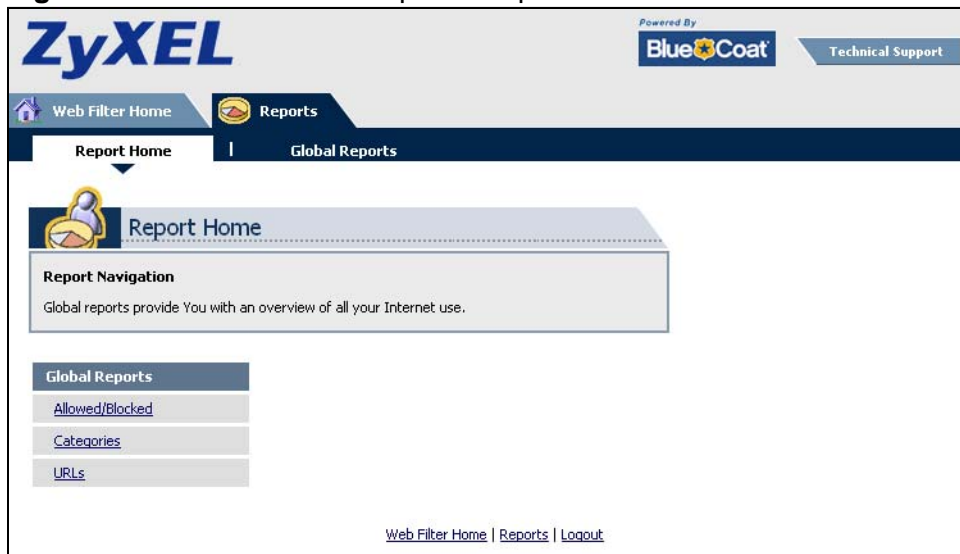 ZyXEL
Powered By
Blue Coat
Technical Support
Web Filter Home
Reports
Report Home | Global Reports
Report Home
Report Navigation
Global reports provide You with an overview of all your Internet use.
Global Reports
Allowed/Blocked
Categories
URLs
Web Filter Home | Reports | Logout